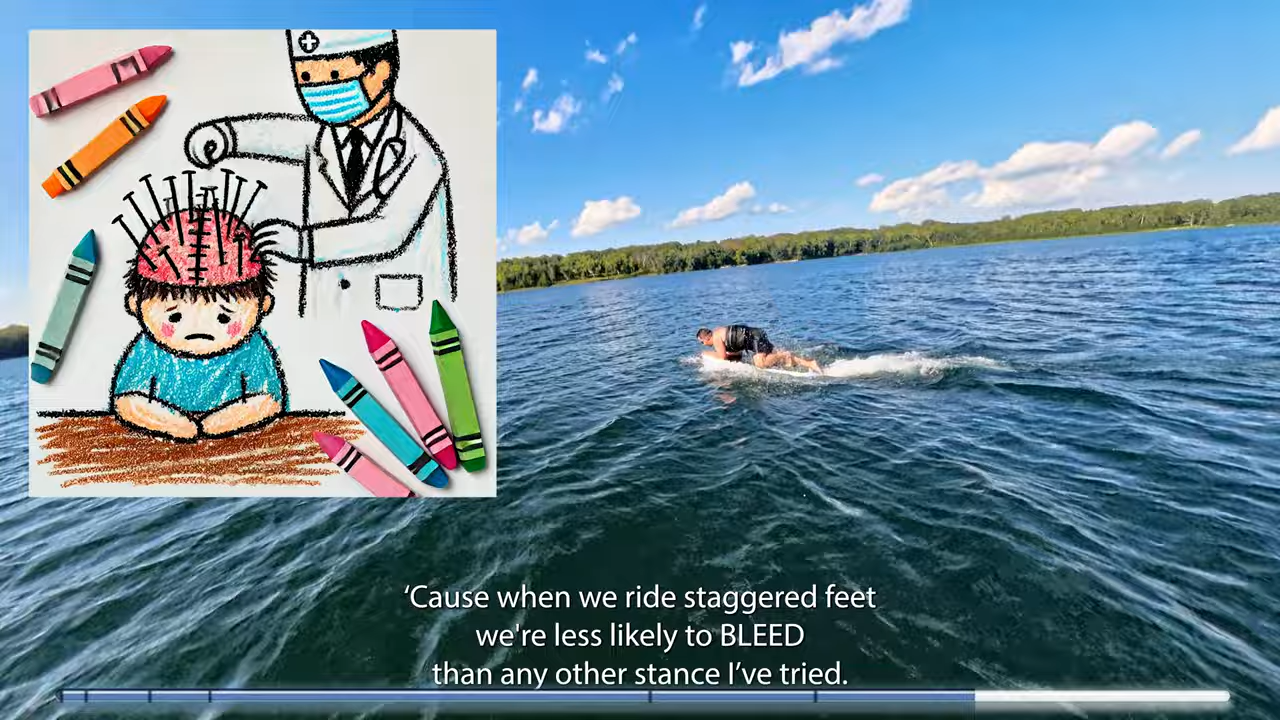 ‘Cause when we ride staggered feet
we're less likely to BLEED
than any other stance I’ve tried.